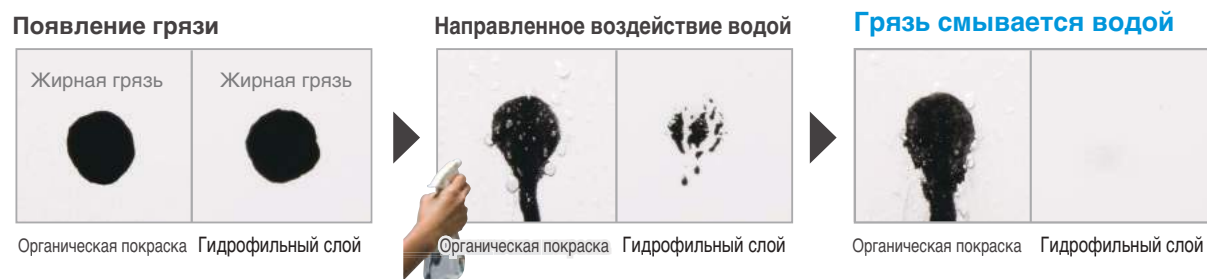 Появление грязи
Жирная грязь
Жирная грязь
Органическая покраска
Гидрофильный слой
Направленное воздействие водой
Органическая покраска
Гидрофильный слой
Грязь смывается водой
Органическая покраска
Гидрофильный слой